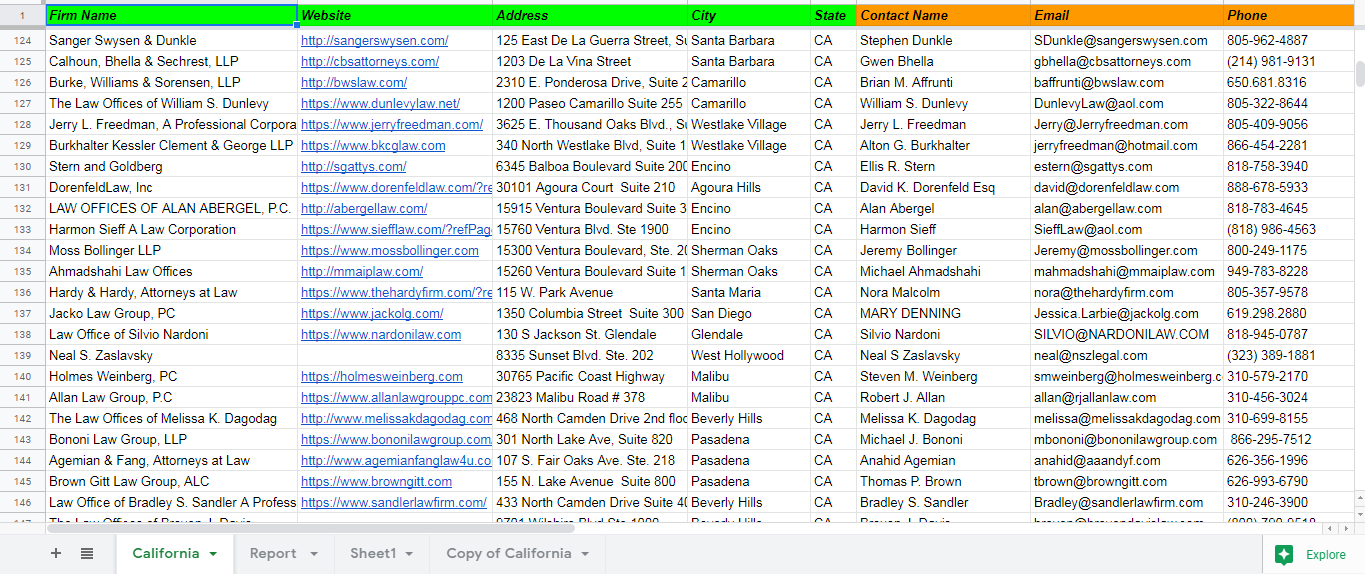 1 Firm Name Website Address City State Contact Name Email Phone
124 Sanger Swysen & Dunkle http://sangerswysen.com/ 125 East De La Guerra Street, Su Santa Barbara CA Stephen Dunkle SDunkle@sangerswysen.com 805-962-4887
125 Calhoun, Bhella & Sechrest, LLP http://cbsattorneys.com/ 1203 De La Vina Street Santa Barbara CA Gwen Bhella gbhella@cbsattorneys.com (214) 981-9131
126 Burke, Williams & Sorensen, LLP http://bwslaw.com/ 2310 E. Ponderosa Drive, Suite 2 Camarillo CA Brian M. Affrunti baffrunti@bwslaw.com 650.681.8316
127 The Law Offices of William S. Dunlevy https://www.dunlevylaw.net/ 1200 Paseo Camarillo Suite 255 Camarillo CA William S. Dunlevy DunlevyLaw@aol.com 805-322-8644
128 Jerry L. Freedman, A Professional Corpora https://www.jerryfreedman.com/ 3625 E. Thousand Oaks Blvd., Su Westlake Village CA Jerry L. Freedman Jerry@Jerryfreedman.com 805-409-9056
129 Burkhalter Kessler Clement & George LLP https://www.bkcglaw.com 340 North Westlake Blvd, Suite 1 Westlake Village CA Alton G. Burkhalter jerryfreedman@hotmail.com 866-454-2281
130 Stern and Goldberg http://sgattys.com/ 6345 Balboa Boulevard Suite 200 Encino CA Ellis R. Stern estern@sgattys.com 818-758-3940
131 DorenfeldLaw, Inc https://www.dorenfeldlaw.com/?re 30101 Agoura Court Suite 210 Agoura Hills CA David K. Dorenfeld Esq david@dorenfeldlaw.com 888-678-5933
132 LAW OFFICES OF ALAN ABERGEL, P.C. http://abergellaw.com/ 15915 Ventura Boulevard Suite 3 Encino CA Alan Abergel alan@abergellaw.com 818-783-4645
133 Harmon Sieff A Law Corporation https://www.siefflaw.com/?refPag 15760 Ventura Blvd. Ste 1900 Encino CA Harmon Sieff SieffLaw@aol.com (818) 986-4563
134 Moss Bollinger LLP https://www.mossbollinger.com 15300 Ventura Boulevard, Ste. 20 Sherman Oaks CA Jeremy Bollinger Jeremy@mossbollinger.com 800-249-1175
135 Ahmadshahi Law Offices http://mmaiplaw.com/ 15260 Ventura Boulevard Suite 1 Sherman Oaks CA Michael Ahmadshahi mahmadshahi@mmaiplaw.com 949-783-8228
136 Hardy & Hardy, Attorneys at Law https://www.thehardyfirm.com/?re 115 W. Park Avenue Santa Maria CA Nora Malcolm nora@thehardyfirm.com 805-357-9578
137 Jacko Law Group, PC https://www.jackolg.com/ 1350 Columbia Street Suite 300 San Diego CA MARY DENNING Jessica.Larbie@jackolg.com 619.298.2880
138 Law Office of Silvio Nardoni https://www.nardonilaw.com 130 S Jackson St. Glendale Glendale CA Silvio Nardoni SILVIO@NARDONILAW.COM 818-945-0787
139 Neal S. Zaslavsky 8335 Sunset Blvd. Ste. 202 West Hollywood CA Neal S Zaslavsky neal@nszlegal.com (323) 389-1881
140 Holmes Weinberg, PC https://holmesweinberg.com 30765 Pacific Coast Highway Malibu CA Steven M. Weinberg smweinberg@holmesweinberg.c 310-579-2170
141 Allan Law Group, P.C https://www.allanlawgrouppc.com 23823 Malibu Road # 378 Malibu CA Robert J. Allan allan@rjallanlaw.com 310-456-3024
142 The Law Offices of Melissa K. Dagodag http://www.melissakdagodag.com 468 North Camden Drive 2nd floo Beverly Hills CA Melissa K. Dagodag melissa@melissakdagodag.com 310-699-8155
143 Bononi Law Group, LLP https://www.bononilawgroup.com 301 North Lake Ave, Suite 820 Pasadena CA Michael J. Bononi mbononi@bononilawgroup.com 866-295-7512
144 Agemian & Fang, Attorneys at Law http://www.agemianfanglaw4u.co 107 S. Fair Oaks Ave. Ste. 218 Pasadena CA Anahid Agemian anahid@aaandyf.com 626-356-1996
145 Brown Gitt Law Group, ALC https://www.browngitt.com 155 N. Lake Avenue Suite 800 Pasadena CA Thomas P. Brown tbrown@browngitt.com 626-993-6790
146 Law Office of Bradley S. Sandler A Profess https://www.sandlerlawfirm.com/ 433 North Camden Drive Suite 40 Beverly Hills CA Bradley S. Sandler Bradley@sandlerlawfirm.com 310-246-3900
California Report Sheet1 Copy of California Explore